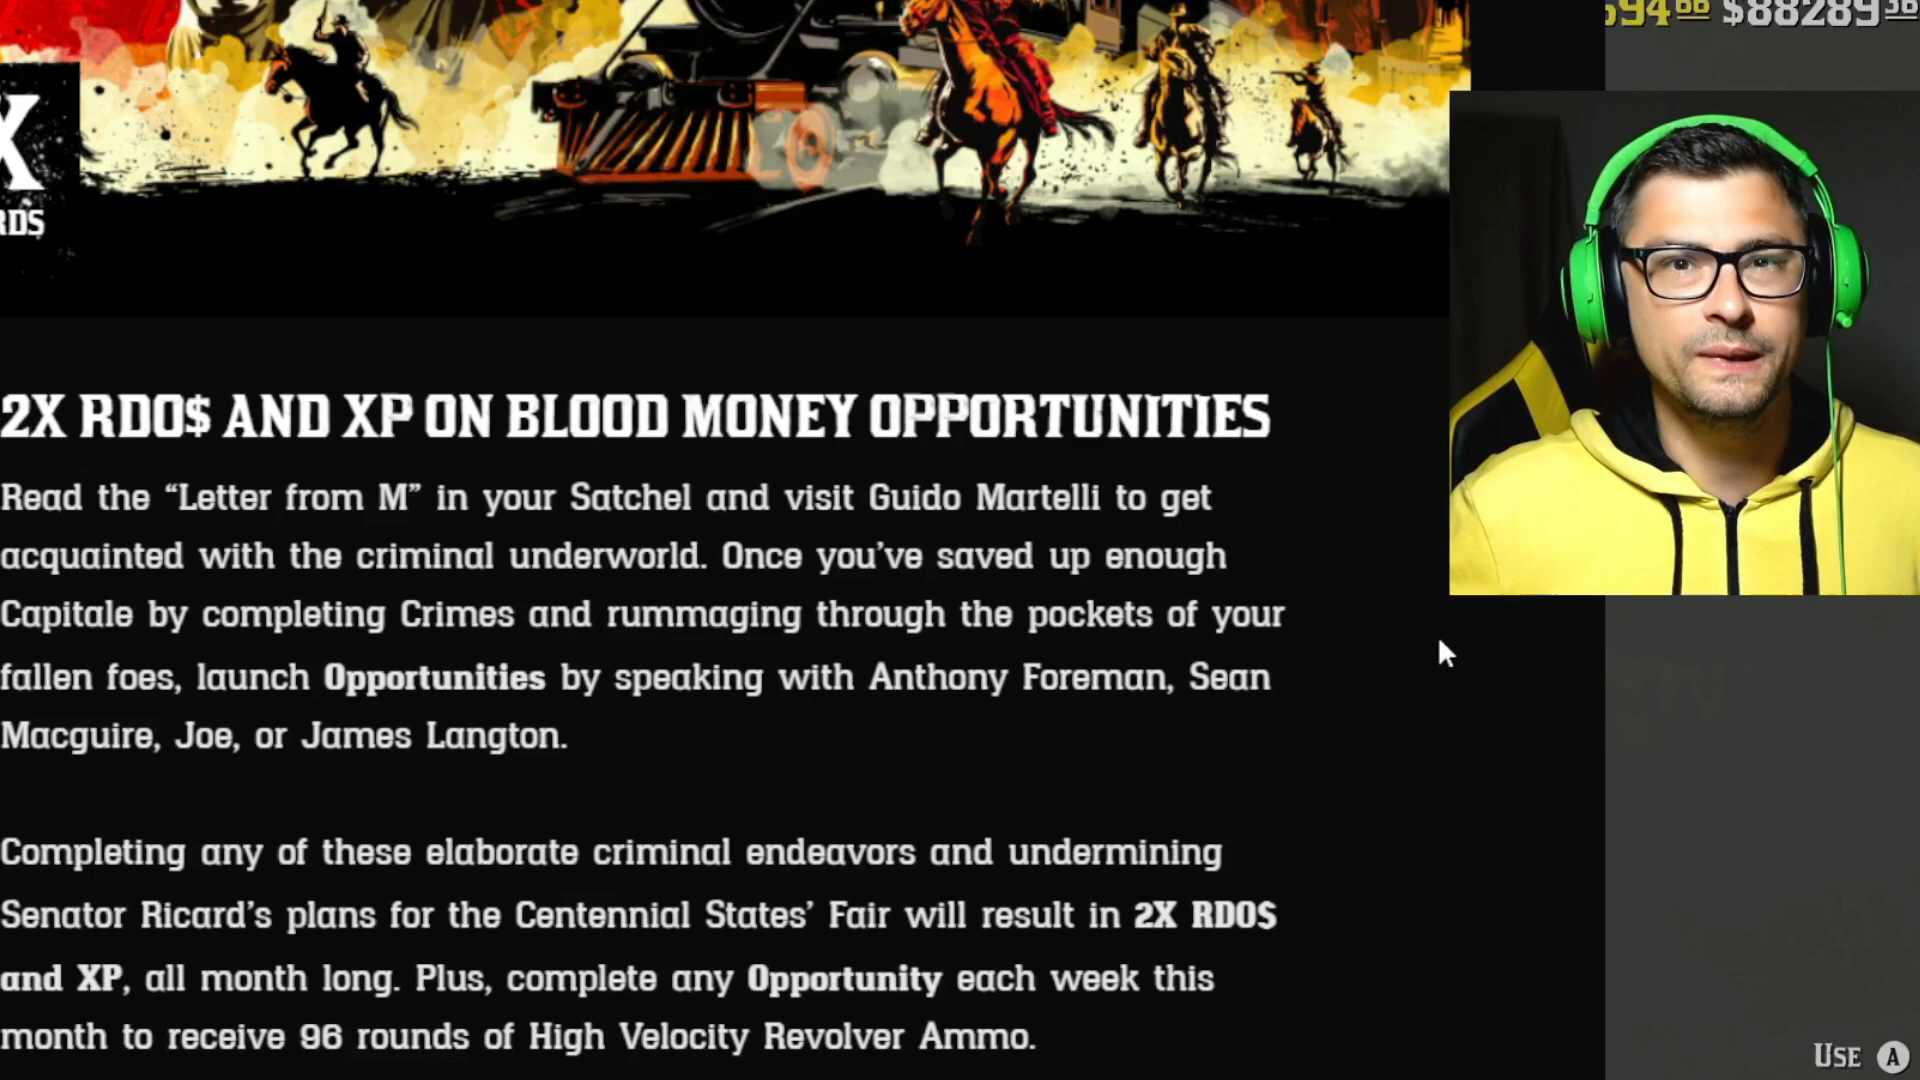 94 66 $88289 36
X
RDS
2X RDO$ AND XP ON BLOOD MONEY OPPORTUNITIES
Read the “Letter from M” in your Satchel and visit Guido Martelli to get
acquainted with the criminal underworld. Once you’ve saved up enough
Capitale by completing Crimes and rummaging through the pockets of your
fallen foes, launch Opportunities by speaking with Anthony Foreman, Sean
Macguire, Joe, or James Langton.
Completing any of these elaborate criminal endeavors and undermining
Senator Ricard’s plans for the Centennial States’ Fair will result in 2X RDO$
and XP, all month long. Plus, complete any Opportunity each week this
month to receive 96 rounds of High Velocity Revolver Ammo.
USE A